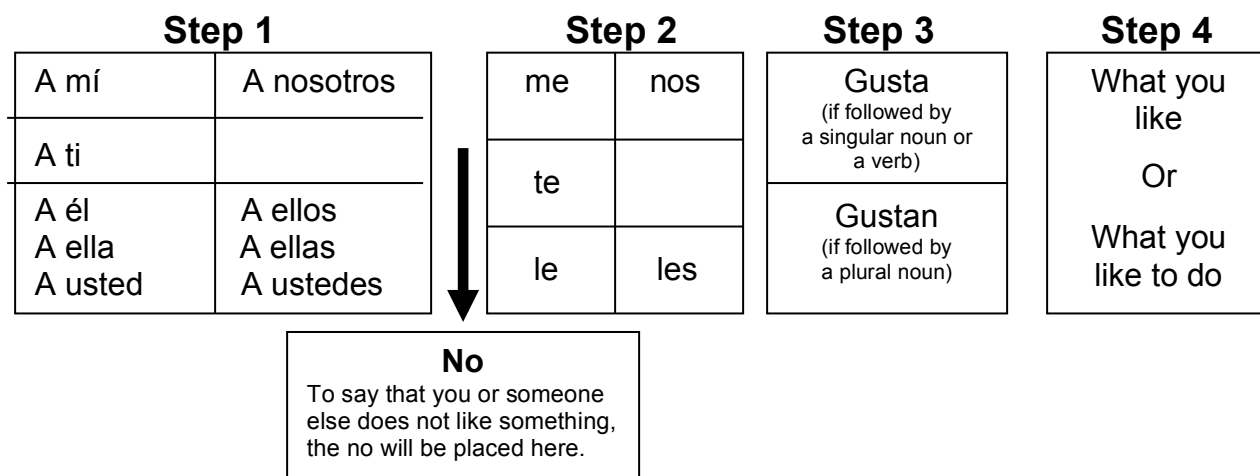 Step 1
A mí
A nosotros
A ti
A él
A ella
A usted
A ellos
A ellas
A ustedes
Step 2
me
nos
te
le
les
Step 3
Gusta
(if followed by
a singular noun or
a verb)
Gustan
(if followed by
a plural noun)
Step 4
What you
like
Or
What you
like to do
No
To say that you or someone
else does not like something,
the no will be placed here.